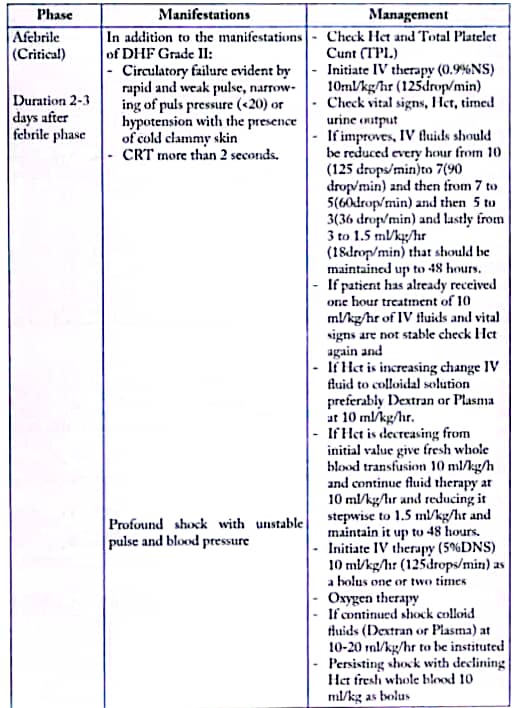 Phase
Manifestations
Management
Afebrile
(Critical)
Duration 2-3
days after
febrile phase
In addition to the manifestations
of DHF Grade II:
- Circulatory failure evident by
rapid and weak pulse, narrow-
ing of puls pressure (<20) or
hypotension with the presence
of cold clammy skin
- CRT more than 2 seconds.
Profound shock with unstable
pulse and blood pressure
- Check Hct and Total Platelet
Cunt (TPL)
- Initiate IV therapy (0.9%NS)
10ml/kg/hr (125drop/min)
- Check vital signs, Hct, timed
urine output
- If improves, IV fluids should
be reduced every hour from 10
(125 drops/min)to 7(90
drop/min) and then from 7 to
5(60drop/min) and then 5 to
3(36 drop/min) and lastly from
3 to 1.5 ml/kg/hr
(18drop/min) that should be
maintained up to 48 hours.
- If patient has already received
one hour treatment of 10
ml/kg/hr of IV fluids and vital
signs are not stable check Hct
again and
- If Hct is increasing change IV
fluid to colloidal solution
preferably Dextran or Plasma
at 10 ml/kg/hr.
- If Hct is decreasing from
initial value give fresh whole
blood transfusion 10 ml/kg/h
and continue fluid therapy at
10 ml/kg/hr and reducing it
stepwise to 1.5 ml/kg/hr and
maintain it up to 48 hours.
- Initiate IV therapy (5%DNS)
10 ml/kg/hr (125drops/min) as
a bolus one or two times
- Oxygen therapy
- If continued shock colloid
fluids (Dextran or Plasma) at
10-20 ml/kg/hr to be instituted
- Persisting shock with declining
Hct fresh whole blood 10
ml/kg as bolus